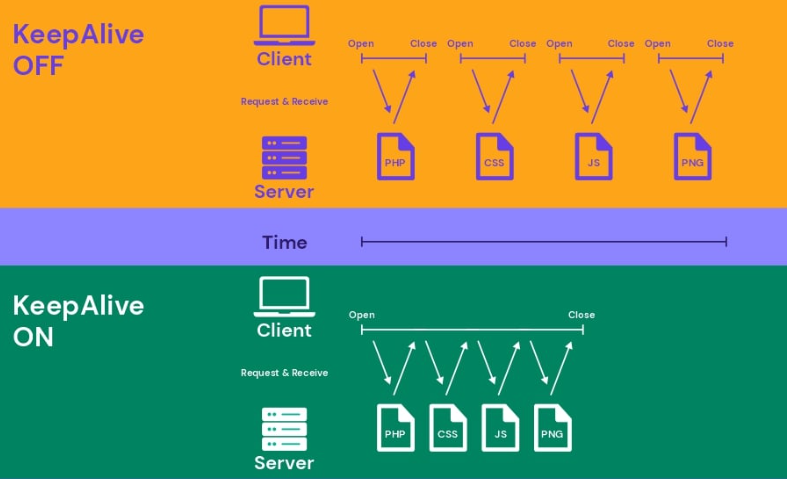 KeepAlive
OFF
Client
Open Close Open Close Open Close Open Close
Request & Receive
PHP CSS JS PNG
Server
Time
KeepAlive
ON
Client
Open Close
Request & Receive
PHP CSS JS PNG
Server